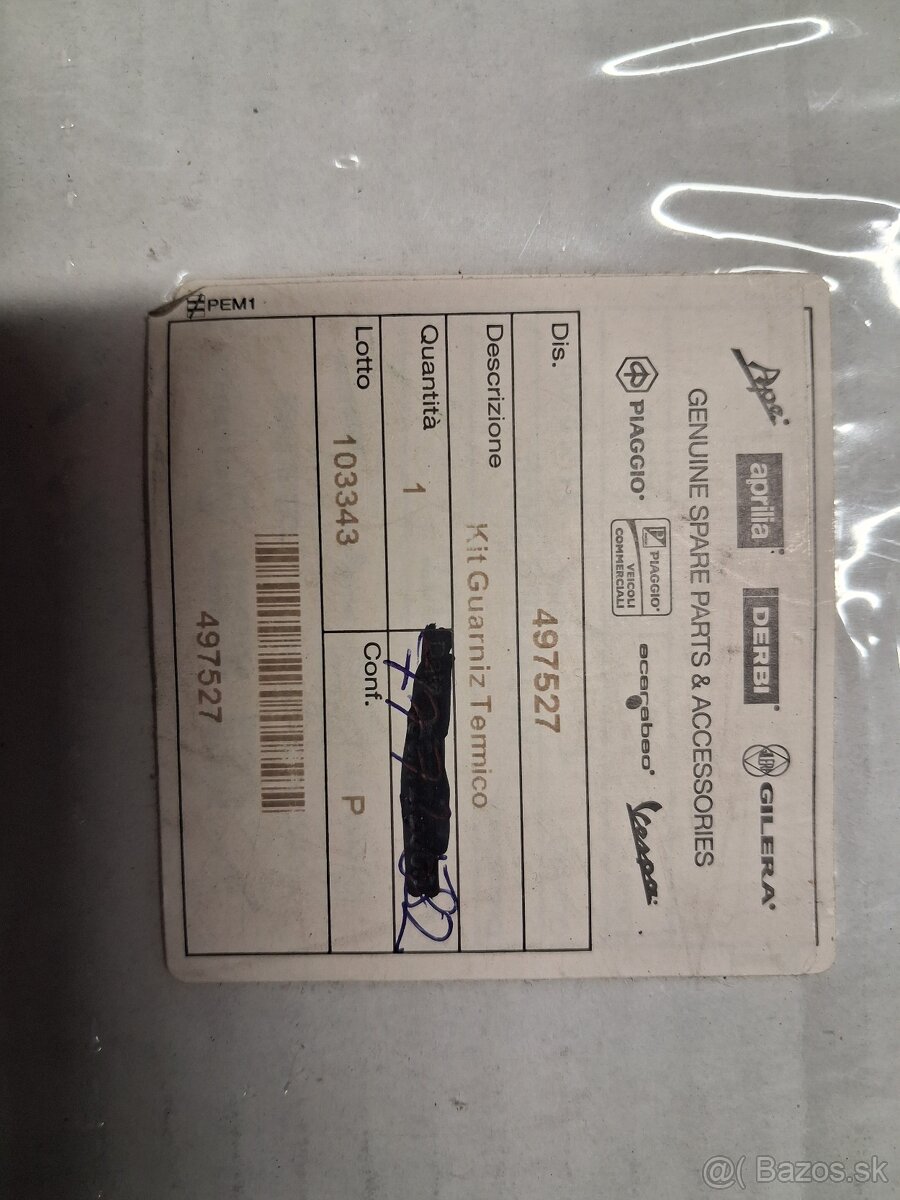 Ape aprilia DERBI GILERA
GENUINE SPARE PARTS & ACCESSORIES
PIAGGIO PIAGGIO VEICOLI COMMERCIALI scarabeo Vespa
Dis. 497527
Descrizione Kit Guarniz Termico
Quantità 1
Lotto 103343 Conf. P
497527
PEM1
@( Bazos.sk